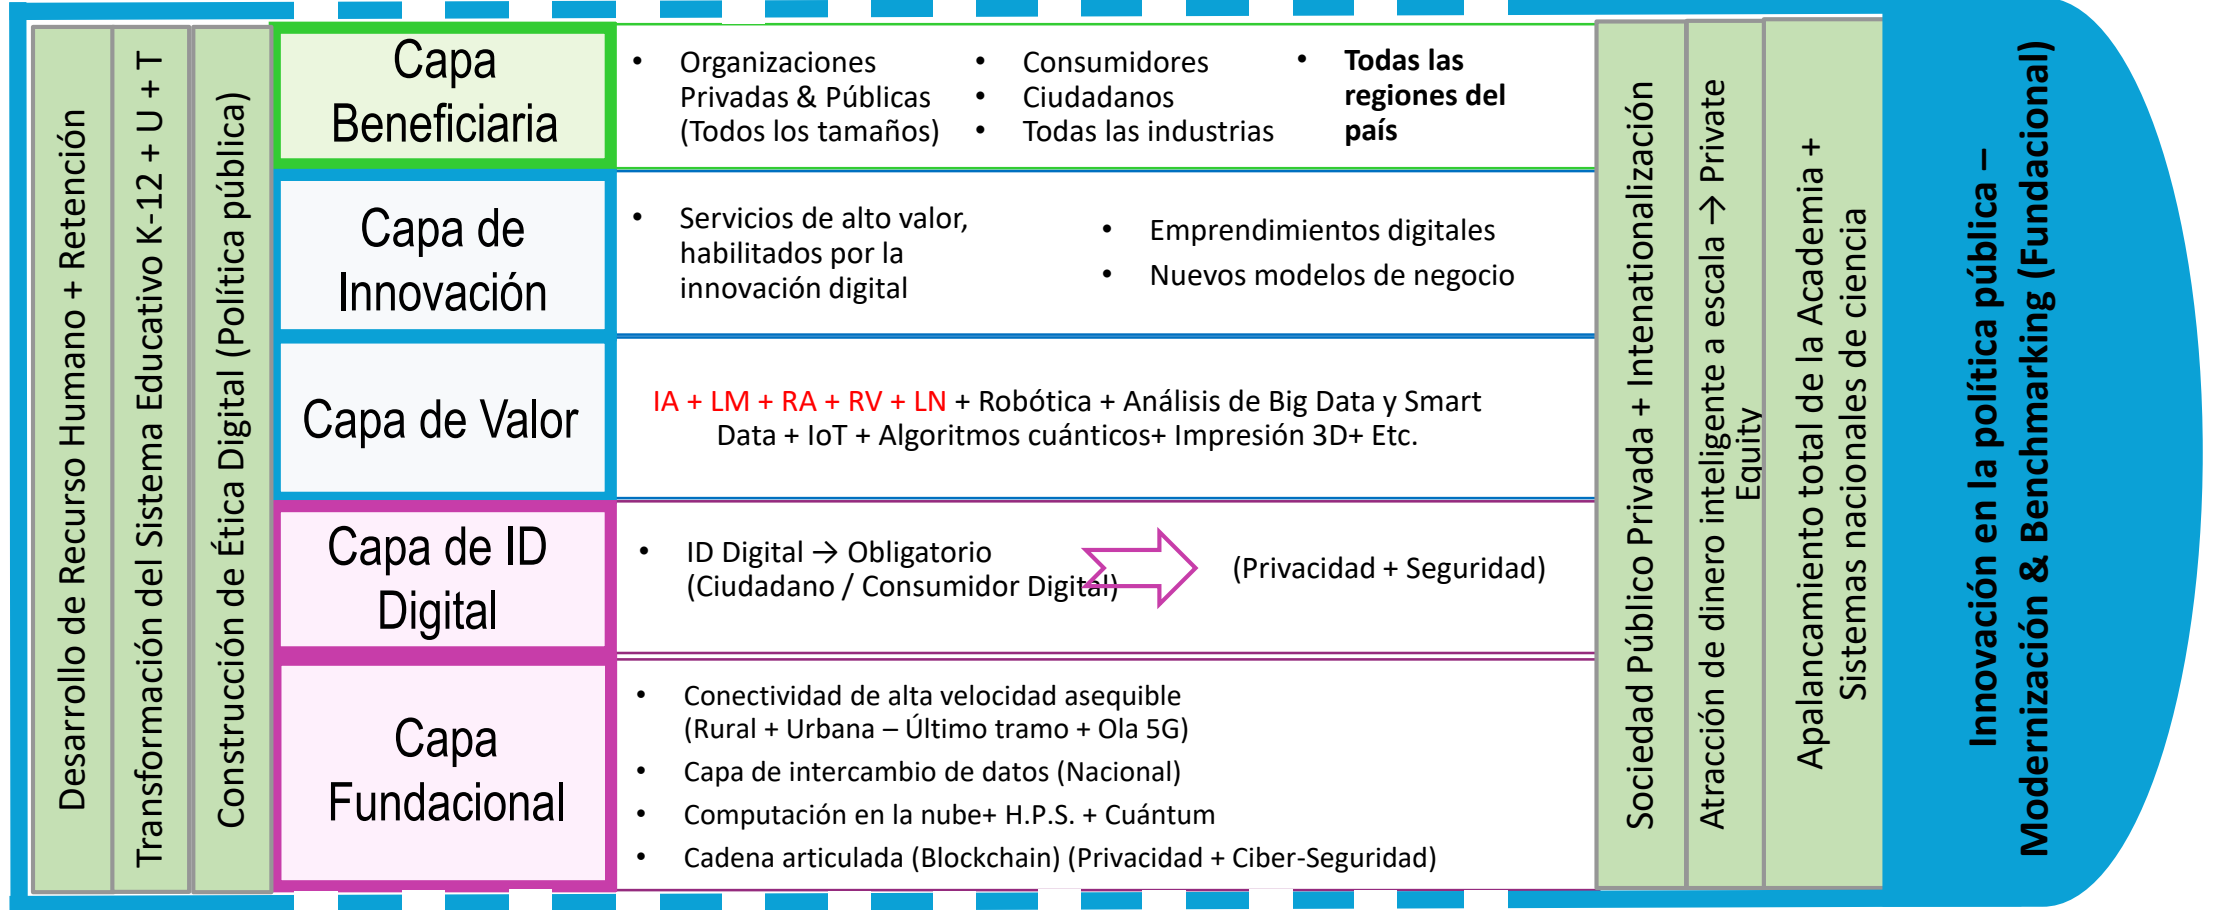 Desarrollo de Recurso Humano + Retención
Transformación del Sistema Educativo K-12 + U + T
Construcción de Ética Digital (Política pública)
Capa
Beneficiaria
• Organizaciones
Privadas & Públicas
(Todos los tamaños)
• Consumidores
• Ciudadanos
• Todas las industrias
• Todas las
regiones del
país
Capa de
Innovación
• Servicios de alto valor,
habilitados por la
innovación digital
• Emprendimientos digitales
• Nuevos modelos de negocio
Capa de Valor
IA + LM + RA + RV + LN + Robótica + Análisis de Big Data y Smart
Data + IoT + Algoritmos cuánticos+ Impresión 3D+ Etc.
Capa de ID
Digital
• ID Digital → Obligatorio
(Ciudadano / Consumidor Digital)
(Privacidad + Seguridad)
Capa
Fundacional
• Conectividad de alta velocidad asequible
(Rural + Urbana – Último tramo + Ola 5G)
• Capa de intercambio de datos (Nacional)
• Computación en la nube+ H.P.S. + Cuántum
• Cadena articulada (Blockchain) (Privacidad + Ciber-Seguridad)
Sociedad Público Privada + Intenationalización
Atracción de dinero inteligente a escala → Private
Equity
Apalancamiento total de la Academia +
Sistemas nacionales de ciencia
Innovación en la política pública –
Modernización & Benchmarking (Fundacional)